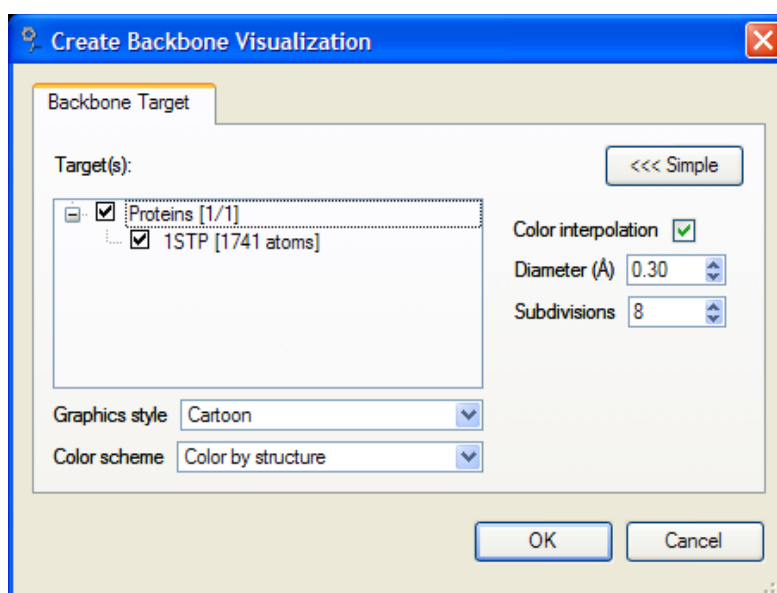 Create Backbone Visualization
Backbone Target
Target(s):
<<< Simple
Proteins [1/1]
1STP [1741 atoms]
Color interpolation
Diameter (Å) 0.30
Subdivisions 8
Graphics style Cartoon
Color scheme Color by structure
OK Cancel